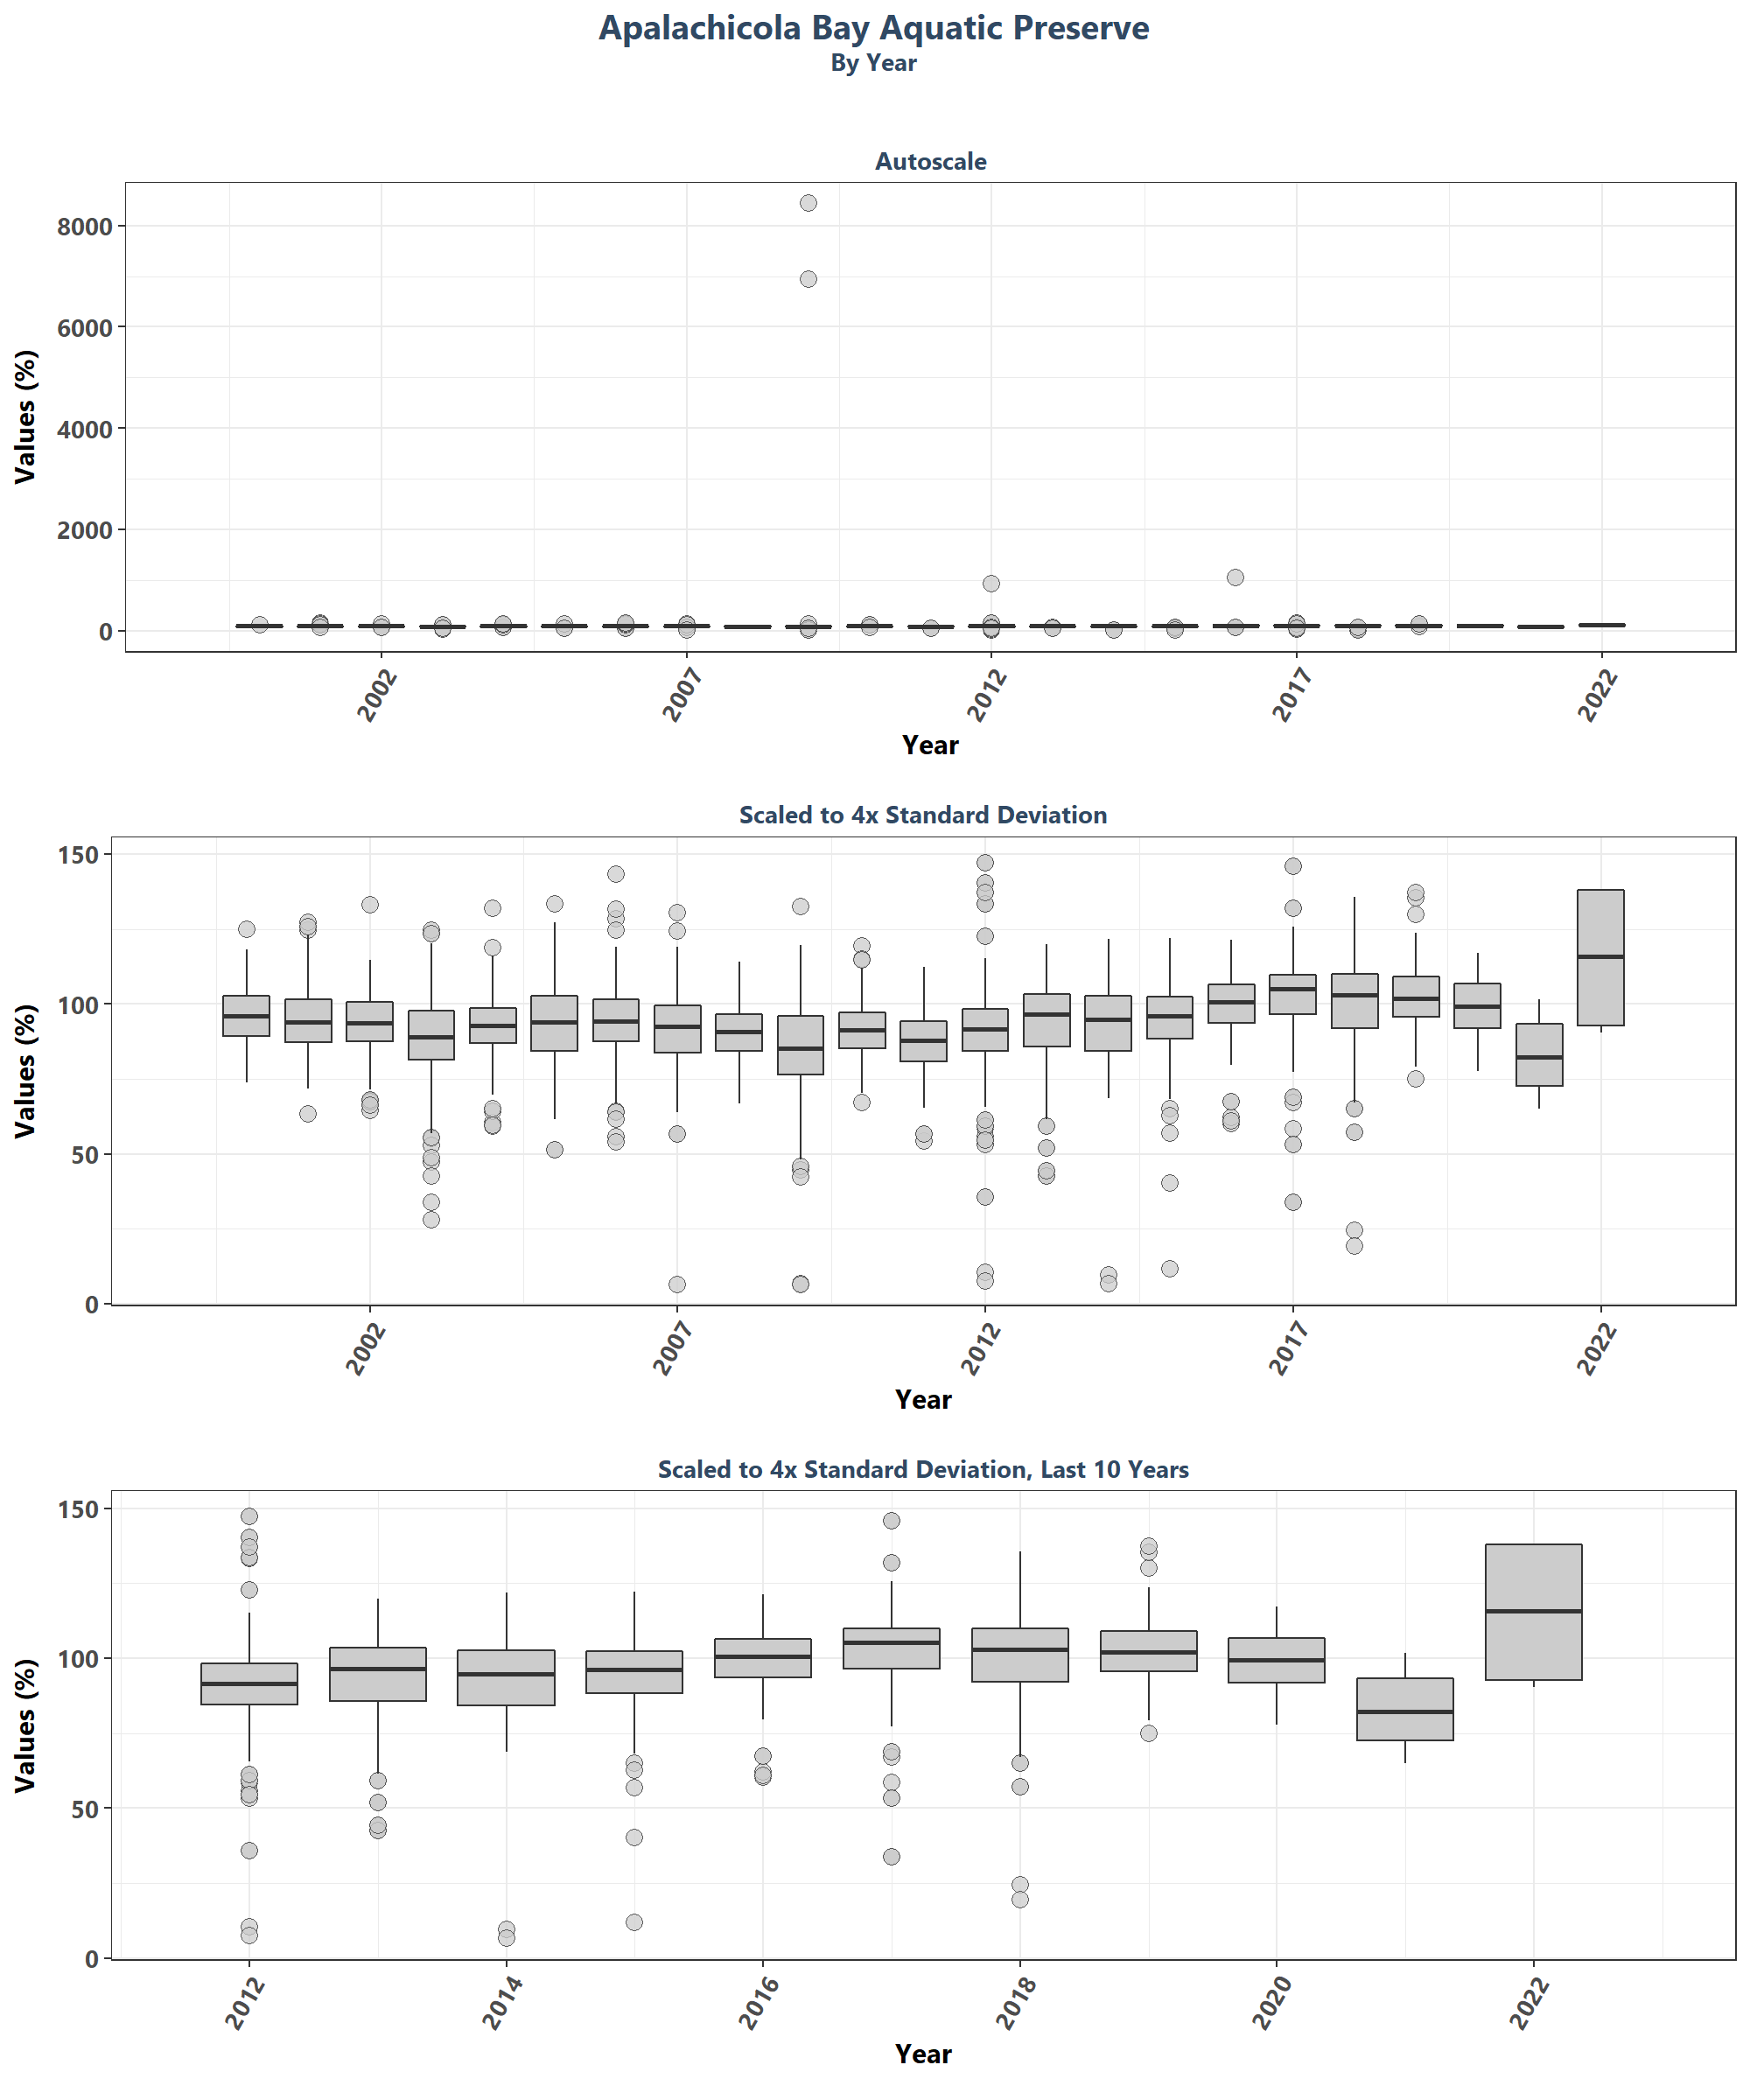 Apalachicola Bay Aquatic Preserve
By Year
Autoscale
Values (%)
8000
6000
4000
2000
0
2002
2007
2012
2017
2022
Year
Scaled to 4x Standard Deviation
Values (%)
150
100
50
0
2002
2007
2012
2017
2022
Year
Scaled to 4x Standard Deviation, Last 10 Years
Values (%)
150
100
50
0
2012
2014
2016
2018
2020
2022
Year